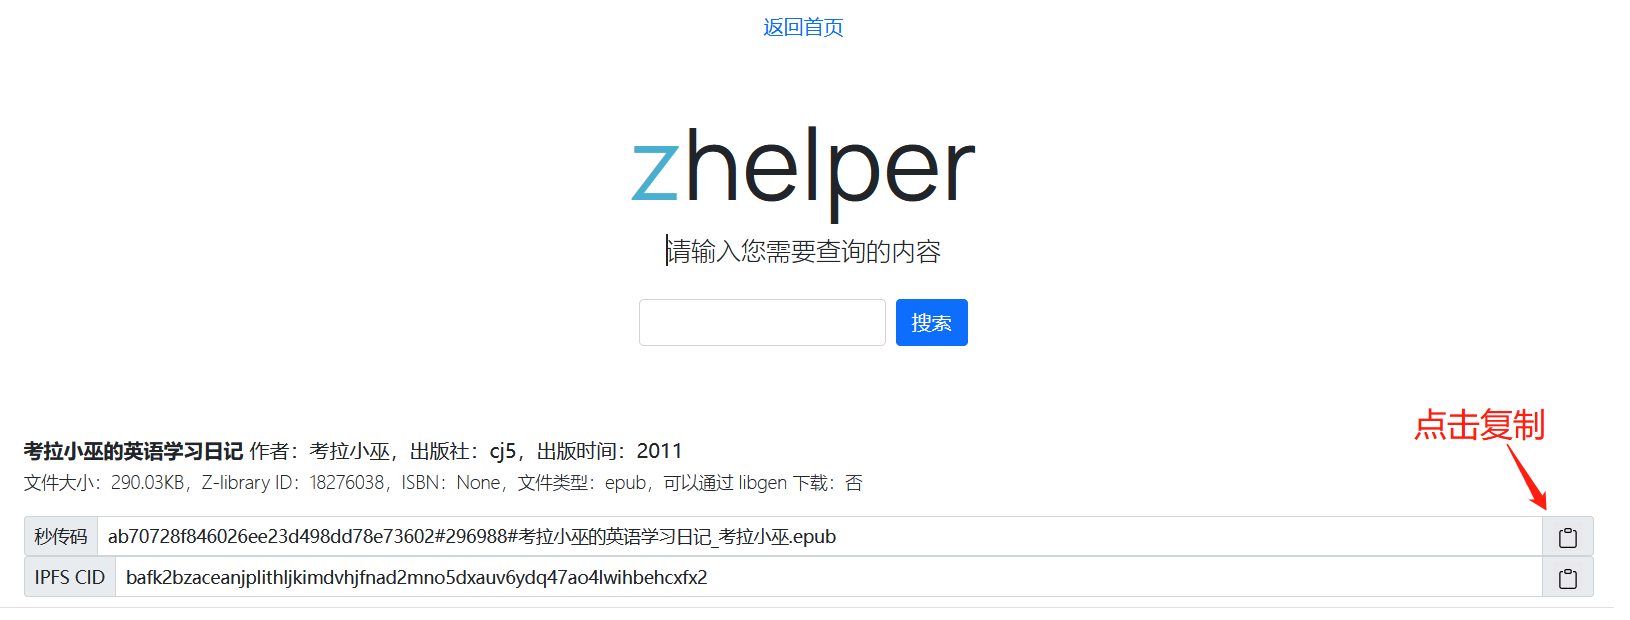 返回首页
zhelper
请输入您需要查询的内容
搜索
点击复制
考拉小巫的英语学习日记 作者：考拉小巫，出版社：cj5，出版时间：2011
文件大小：290.03KB，Z-library ID：18276038，ISBN：None，文件类型：epub，可以通过 libgen 下载：否
秒传码 ab70728f846026ee23d498dd78e73602#296988#考拉小巫的英语学习日记_考拉小巫.epub
IPFS CID bafk2bzaceanjplithljkimdvhjfnad2mno5dxauv6ydq47ao4lwihbehcxfx2